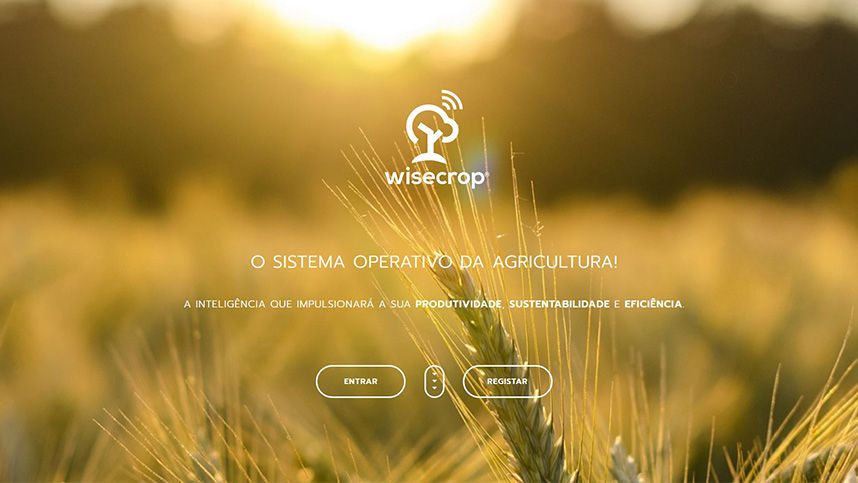 wisecrop®
O SISTEMA OPERATIVO DA AGRICULTURA!
A INTELIGÊNCIA QUE IMPULSIONARÁ A SUA PRODUTIVIDADE, SUSTENTABILIDADE E EFICIÊNCIA.
ENTRAR
REGISTAR